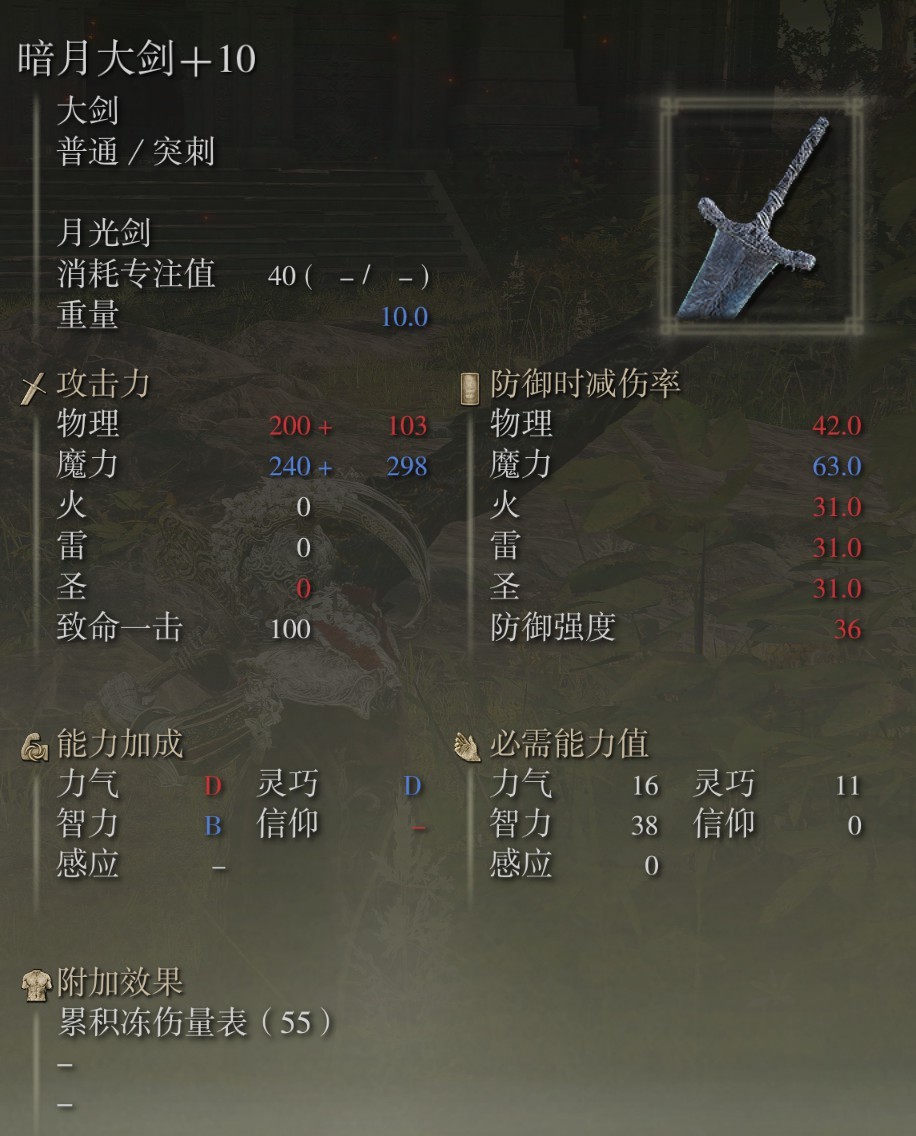 暗月大剑+10
大剑
普通 / 突刺
月光剑
消耗专注值 40 ( – / – )
重量 10.0
攻击力
物理 200 + 103
魔力 240 + 298
火 0
雷 0
圣 0
致命一击 100
防御时减伤率
物理 42.0
魔力 63.0
火 31.0
雷 31.0
圣 31.0
防御强度 36
能力加成
力气 D 灵巧 D
智力 B 信仰 –
感应 –
必需能力值
力气 16 灵巧 11
智力 38 信仰 0
感应 0
附加效果
累积冻伤量表（55）
–
–